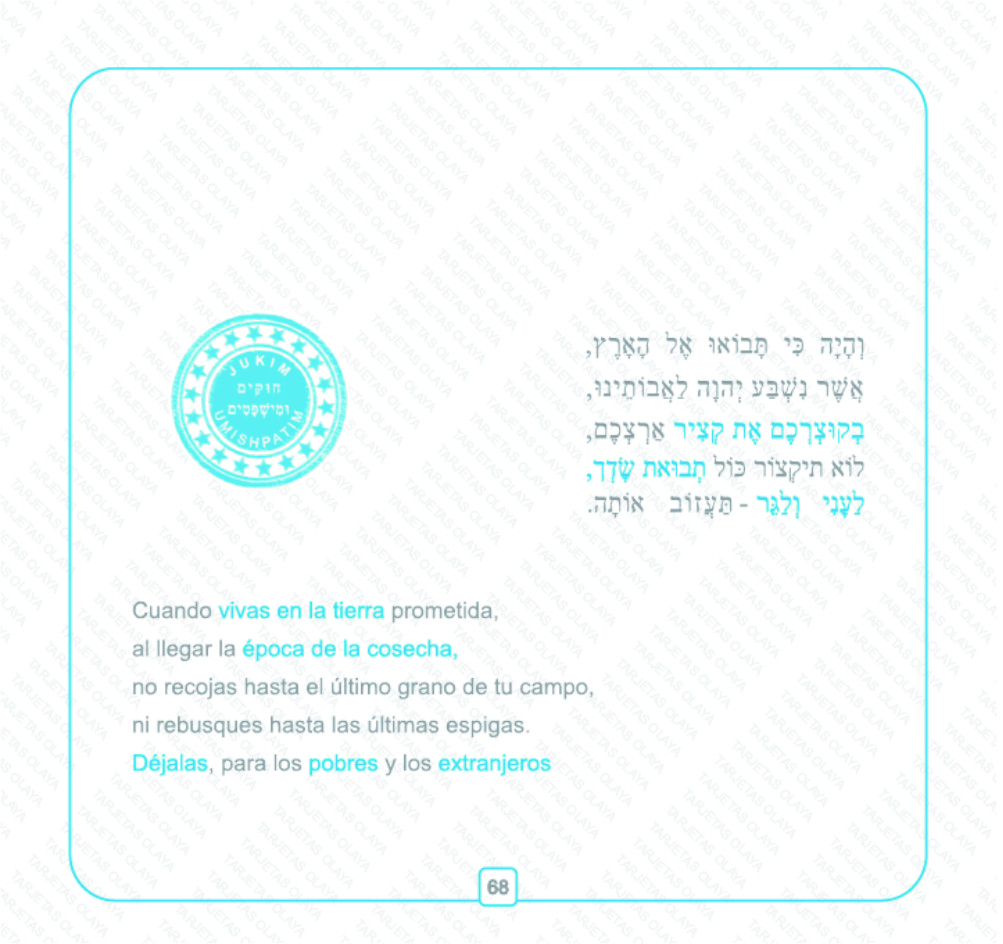 JUKIM
חוקים
ומישפטים
UMISHPATIM
וְהָיָה כִּי תָּבוֹאוּ אֶל הָאָרֶץ,
אֲשֶׁר נִשְׁבַּע יְהוָה לַאֲבוֹתֵינוּ,
בְקוּצְרְכֶם אֶת קְצִיר אַרְצְכֶם,
לוֹא תיקְצוֹר כּוֹל תְבוּאת שָׂדְך,
לֶעָנִי וְלַגֵּר - תַּעֲזוֹב אוֹתָה.
Cuando vivas en la tierra prometida,
al llegar la época de la cosecha,
no recojas hasta el último grano de tu campo,
ni rebusques hasta las últimas espigas.
Déjalas, para los pobres y los extranjeros
68
TARJETAS OLAYA